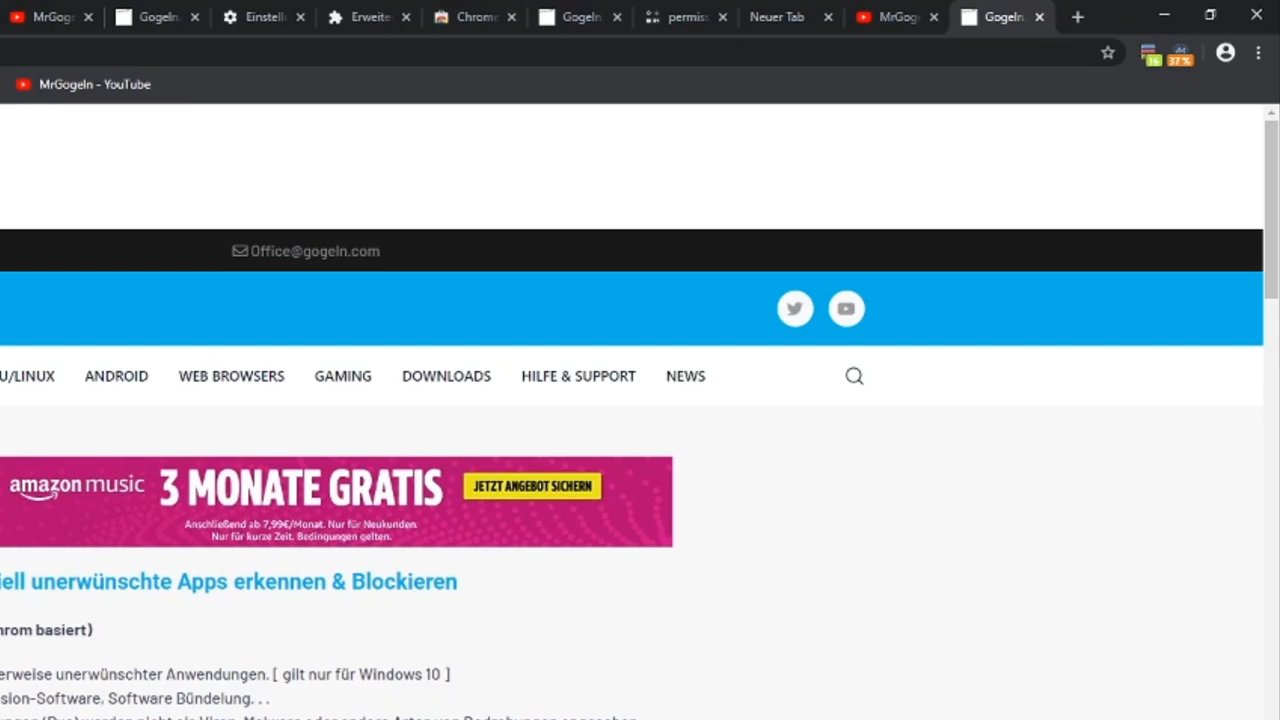 MrGoge
Gogeln.
Einstell
Erweite
Chrome
Gogeln
permiss
Neuer Tab
MrGog
Gogeln.
16
37 %
MrGogeln - YouTube
Office@gogeln.com
U/LINUX
ANDROID
WEB BROWSERS
GAMING
DOWNLOADS
HILFE & SUPPORT
NEWS
amazon music
3 MONATE GRATIS
JETZT ANGEBOT SICHERN
Anschließend ab 7,99€/Monat. Nur für Neukunden.
Nur für kurze Zeit. Bedingungen gelten.
iell unerwünschte Apps erkennen & Blockieren
hrom basiert)
erweise unerwünschter Anwendungen. [ gilt nur für Windows 10 ]
sion-Software, Software Bündelung. . .